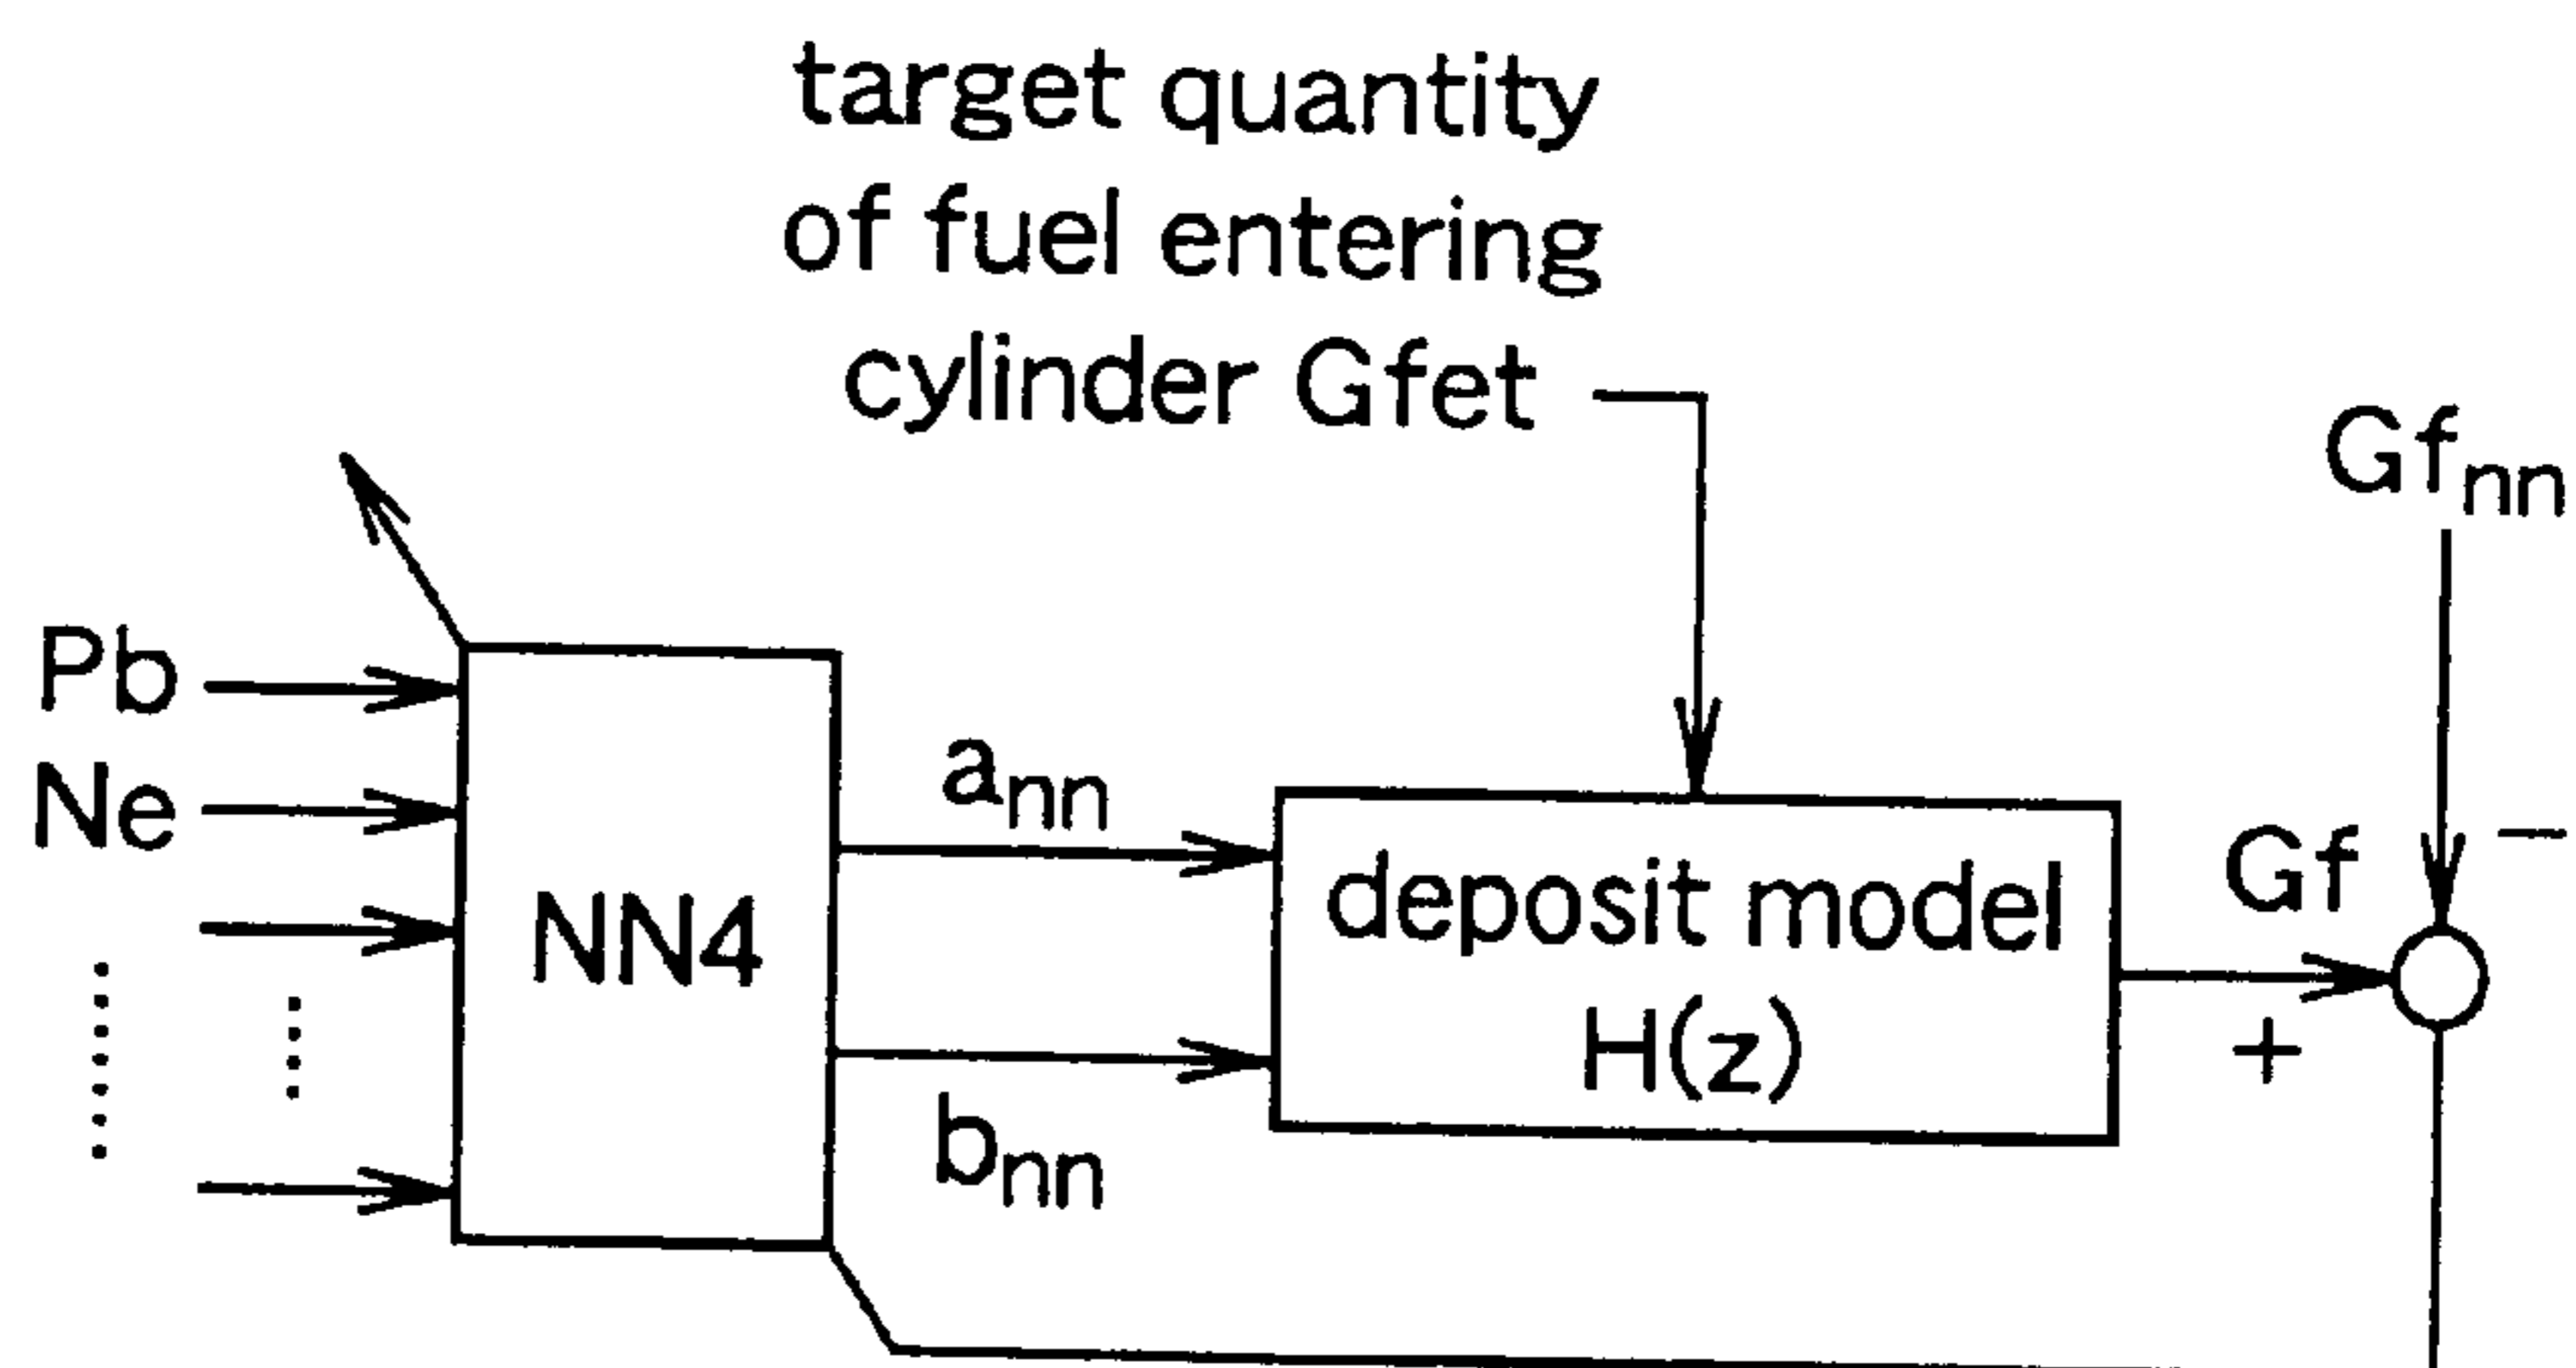 target quantity
of fuel entering
cylinder Gfet
Gfnn
Pb
Ne
ann
NN4
deposit model
H(z)
Gf
−
+
bnn